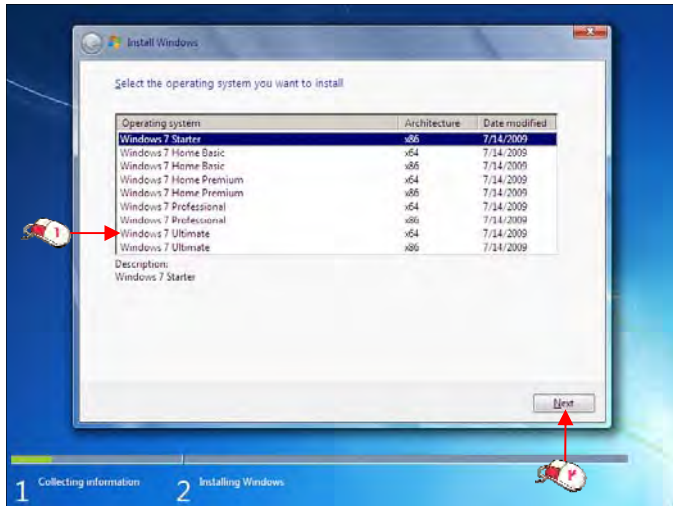 Install Windows
Select the operating system you want to install
Operating system Architecture Date modified
Windows 7 Starter x86 7/14/2009
Windows 7 Home Basic x64 7/14/2009
Windows 7 Home Basic x86 7/14/2009
Windows 7 Home Premium x64 7/14/2009
Windows 7 Home Premium x86 7/14/2009
Windows 7 Professional x64 7/14/2009
Windows 7 Professional x86 7/14/2009
۱
Windows 7 Ultimate x64 7/14/2009
Windows 7 Ultimate x86 7/14/2009
Description:
Windows 7 Starter
Next
۲
1 Collecting information 2 Installing Windows